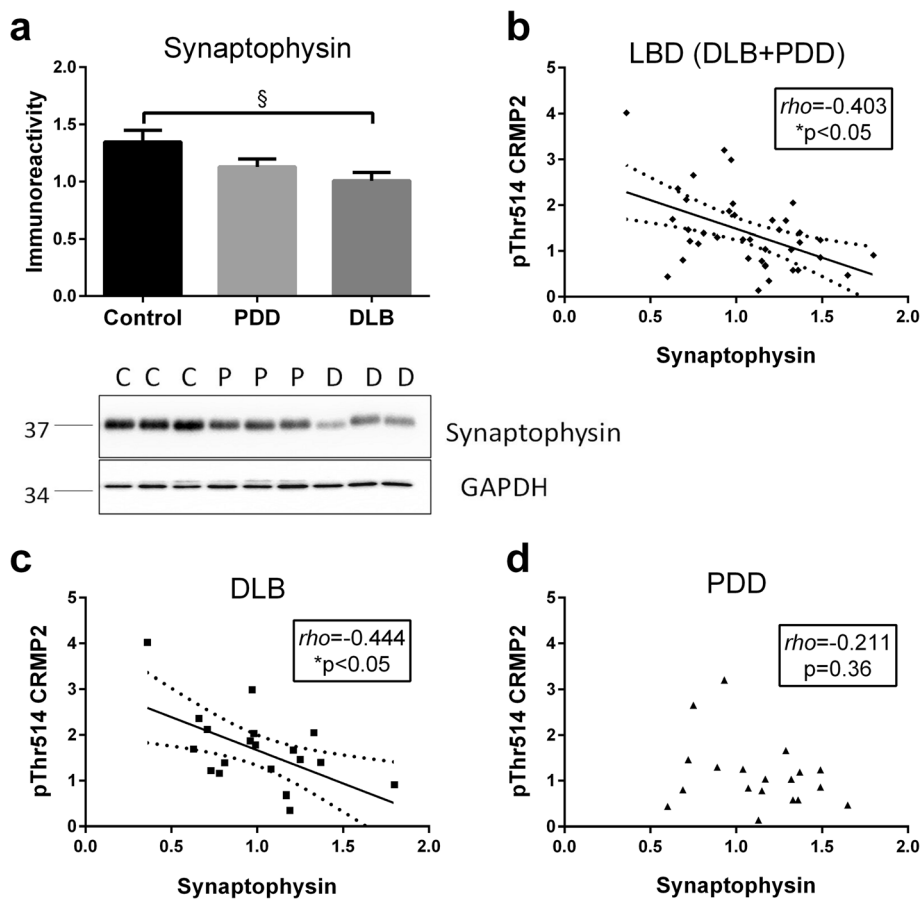 a
Synaptophysin
Immunoreactivity
2.0
1.5
1.0
0.5
0.0
§
Control PDD DLB
C C C P P P D D D
37
Synaptophysin
34
GAPDH
b
LBD (DLB+PDD)
pThr514 CRMP2
5
4
3
2
1
0
rho=-0.403
*p<0.05
0.0 0.5 1.0 1.5 2.0
Synaptophysin
c
DLB
pThr514 CRMP2
5
4
3
2
1
0
rho=-0.444
*p<0.05
0.0 0.5 1.0 1.5 2.0
Synaptophysin
d
PDD
pThr514 CRMP2
5
4
3
2
1
0
rho=-0.211
p=0.36
0.0 0.5 1.0 1.5 2.0
Synaptophysin